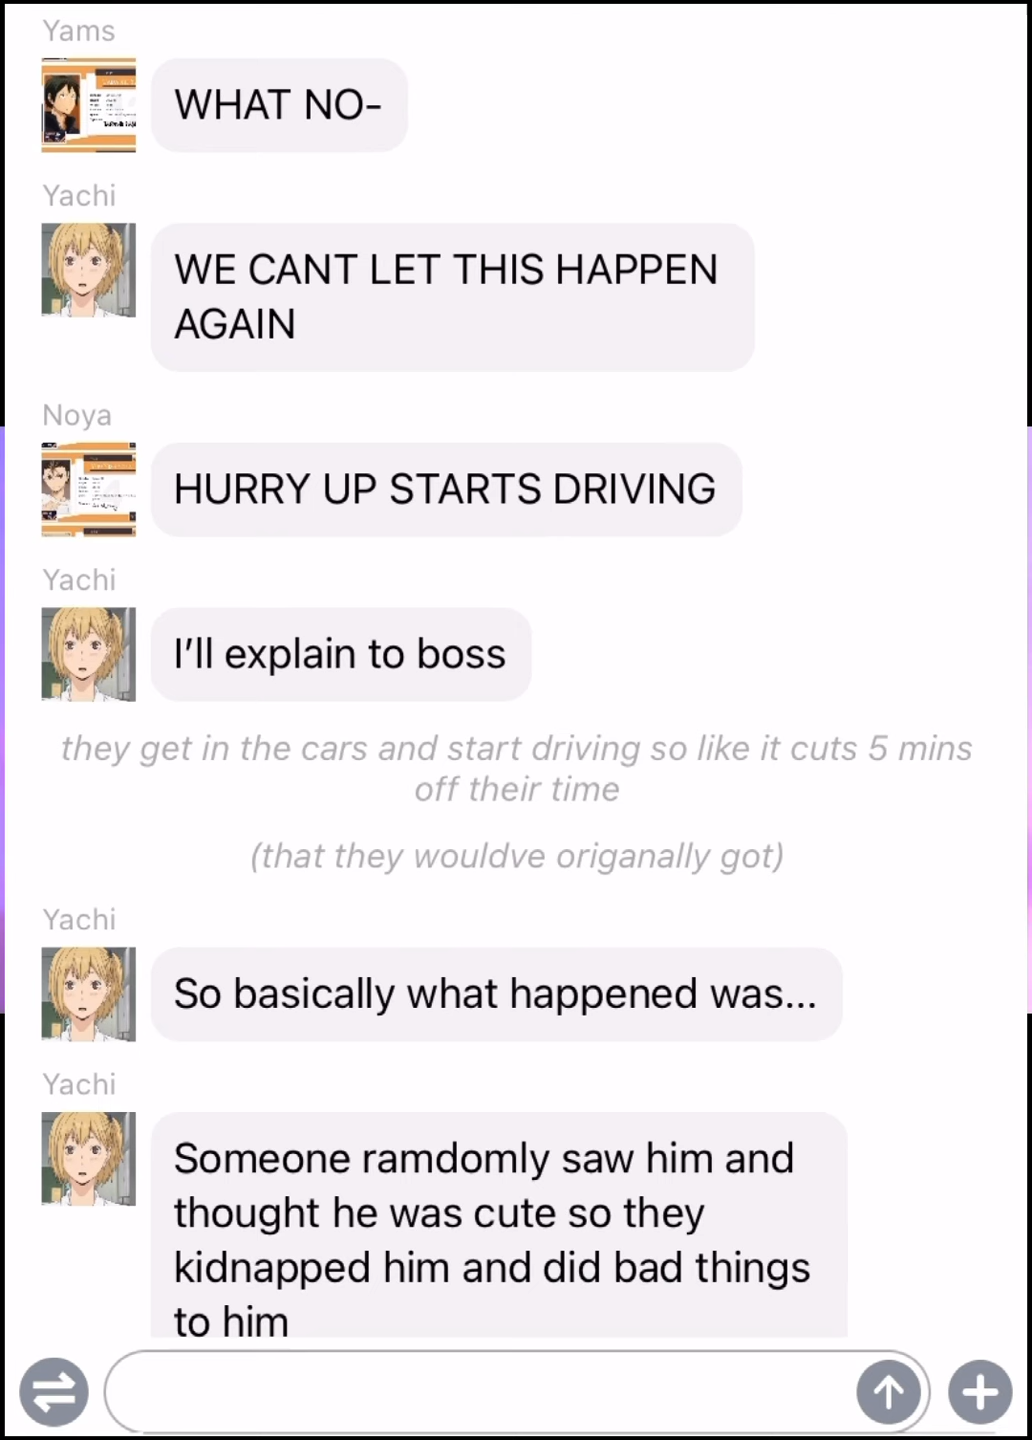 Yams
WHAT NO-
Yachi
WE CANT LET THIS HAPPEN
AGAIN
Noya
HURRY UP STARTS DRIVING
Yachi
I'll explain to boss
they get in the cars and start driving so like it cuts 5 mins
off their time
(that they wouldve origanally got)
Yachi
So basically what happened was...
Yachi
Someone ramdomly saw him and
thought he was cute so they
kidnapped him and did bad things
to him